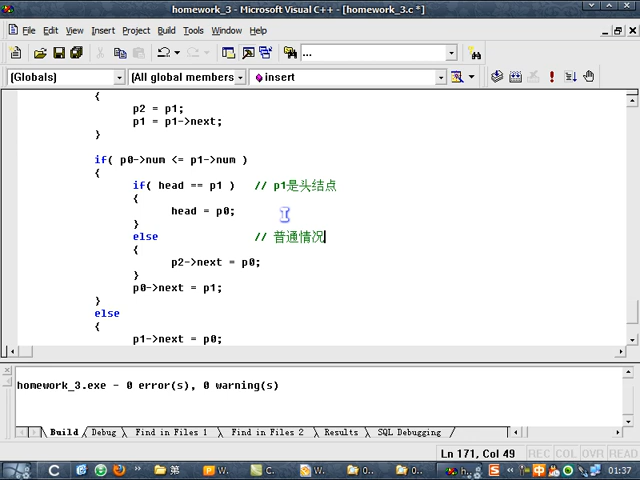 homework_3 - Microsoft Visual C++ - [homework_3.c *]
File Edit View Insert Project Build Tools Window Help
...
[Globals] [All global members insert
{
p2 = p1;
p1 = p1->next;
}
if( p0->num <= p1->num )
{
if( head == p1 ) // p1是头结点
{
head = p0;
}
else // 普通情况
{
p2->next = p0;
}
p0->next = p1;
}
else
{
p1->next = p0;
homework_3.exe - 0 error(s), 0 warning(s)
Build Debug Find in Files 1 Find in Files 2 Results SQL Debugging
Ln 171, Col 49 REC COL OVR READ
C 第 W. C. W. 0. 0. h. 中 01:37